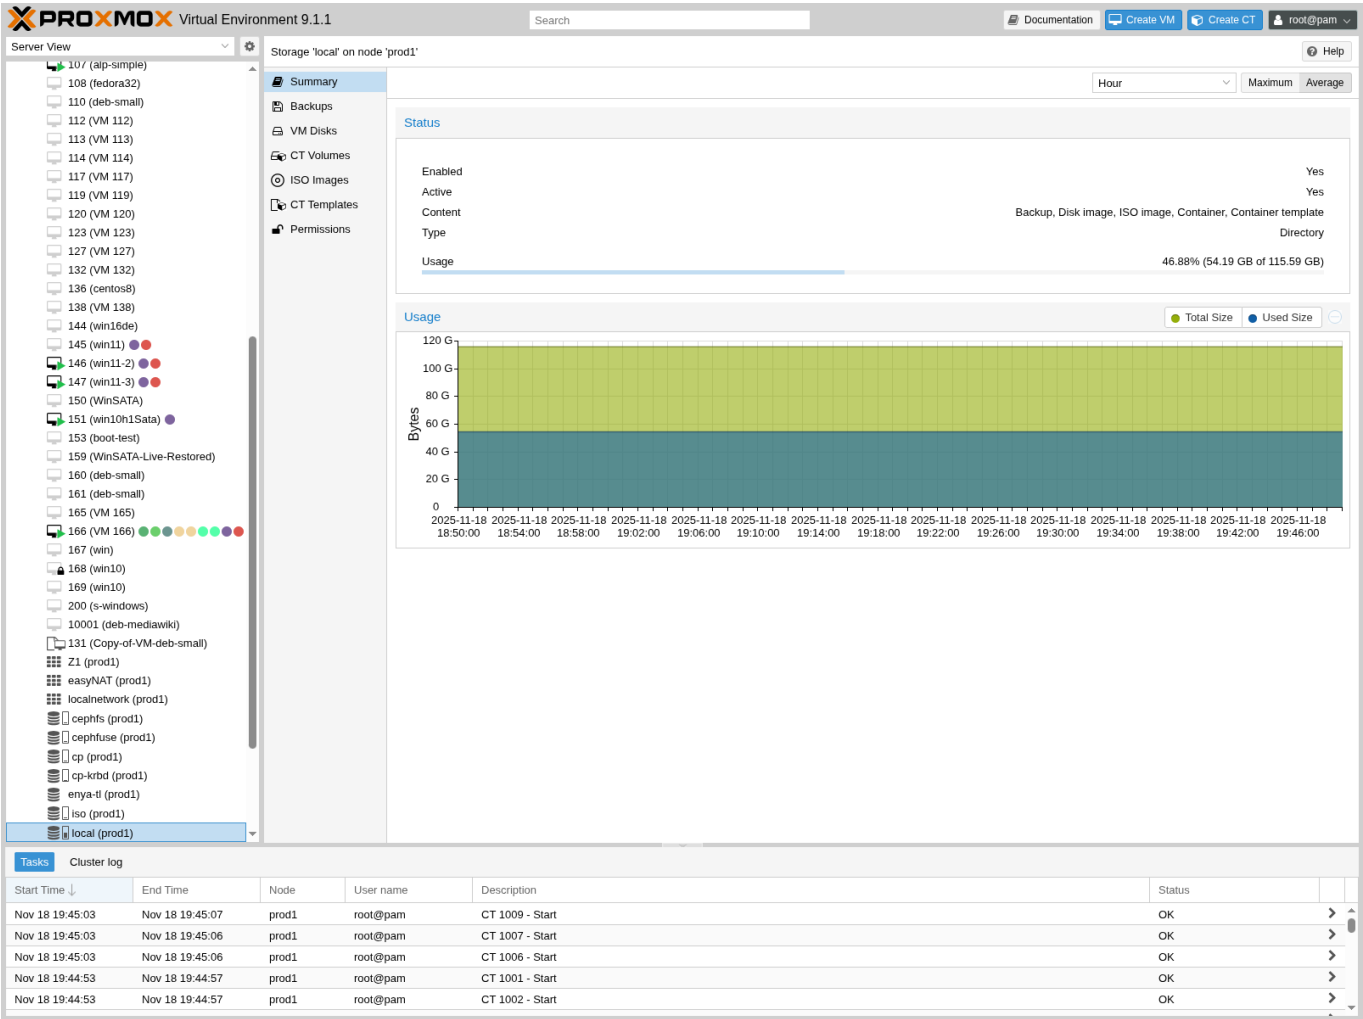 PROXMOX Virtual Environment 9.1.1
Search
Documentation
Create VM
Create CT
root@pam
Server View
107 (alp-simple)
108 (fedora32)
110 (deb-small)
112 (VM 112)
113 (VM 113)
114 (VM 114)
117 (VM 117)
119 (VM 119)
120 (VM 120)
123 (VM 123)
127 (VM 127)
132 (VM 132)
136 (centos8)
138 (VM 138)
144 (win16de)
145 (win11)
146 (win11-2)
147 (win11-3)
150 (WinSATA)
151 (win10h1Sata)
153 (boot-test)
159 (WinSATA-Live-Restored)
160 (deb-small)
161 (deb-small)
165 (VM 165)
166 (VM 166)
167 (win)
168 (win10)
169 (win10)
200 (s-windows)
10001 (deb-mediawiki)
131 (Copy-of-VM-deb-small)
Z1 (prod1)
easyNAT (prod1)
localnetwork (prod1)
cephfs (prod1)
cephfuse (prod1)
cp (prod1)
cp-krbd (prod1)
enya-tl (prod1)
iso (prod1)
local (prod1)
Storage 'local' on node 'prod1'
Help
Summary
Backups
VM Disks
CT Volumes
ISO Images
CT Templates
Permissions
Hour
Maximum
Average
Status
Enabled Yes
Active Yes
Content Backup, Disk image, ISO image, Container, Container template
Type Directory
Usage 46.88% (54.19 GB of 115.59 GB)
Usage
Total Size
Used Size
Bytes
120 G
100 G
80 G
60 G
40 G
20 G
0
2025-11-18 2025-11-18 2025-11-18 2025-11-18 2025-11-18 2025-11-18 2025-11-18 2025-11-18 2025-11-18 2025-11-18 2025-11-18 2025-11-18 2025-11-18 2025-11-18 2025-11-18
18:50:00 18:54:00 18:58:00 19:02:00 19:06:00 19:10:00 19:14:00 19:18:00 19:22:00 19:26:00 19:30:00 19:34:00 19:38:00 19:42:00 19:46:00
Tasks
Cluster log
Start Time End Time Node User name Description Status
Nov 18 19:45:03 Nov 18 19:45:07 prod1 root@pam CT 1009 - Start OK
Nov 18 19:45:03 Nov 18 19:45:06 prod1 root@pam CT 1007 - Start OK
Nov 18 19:45:03 Nov 18 19:45:06 prod1 root@pam CT 1006 - Start OK
Nov 18 19:44:53 Nov 18 19:44:57 prod1 root@pam CT 1001 - Start OK
Nov 18 19:44:53 Nov 18 19:44:57 prod1 root@pam CT 1002 - Start OK